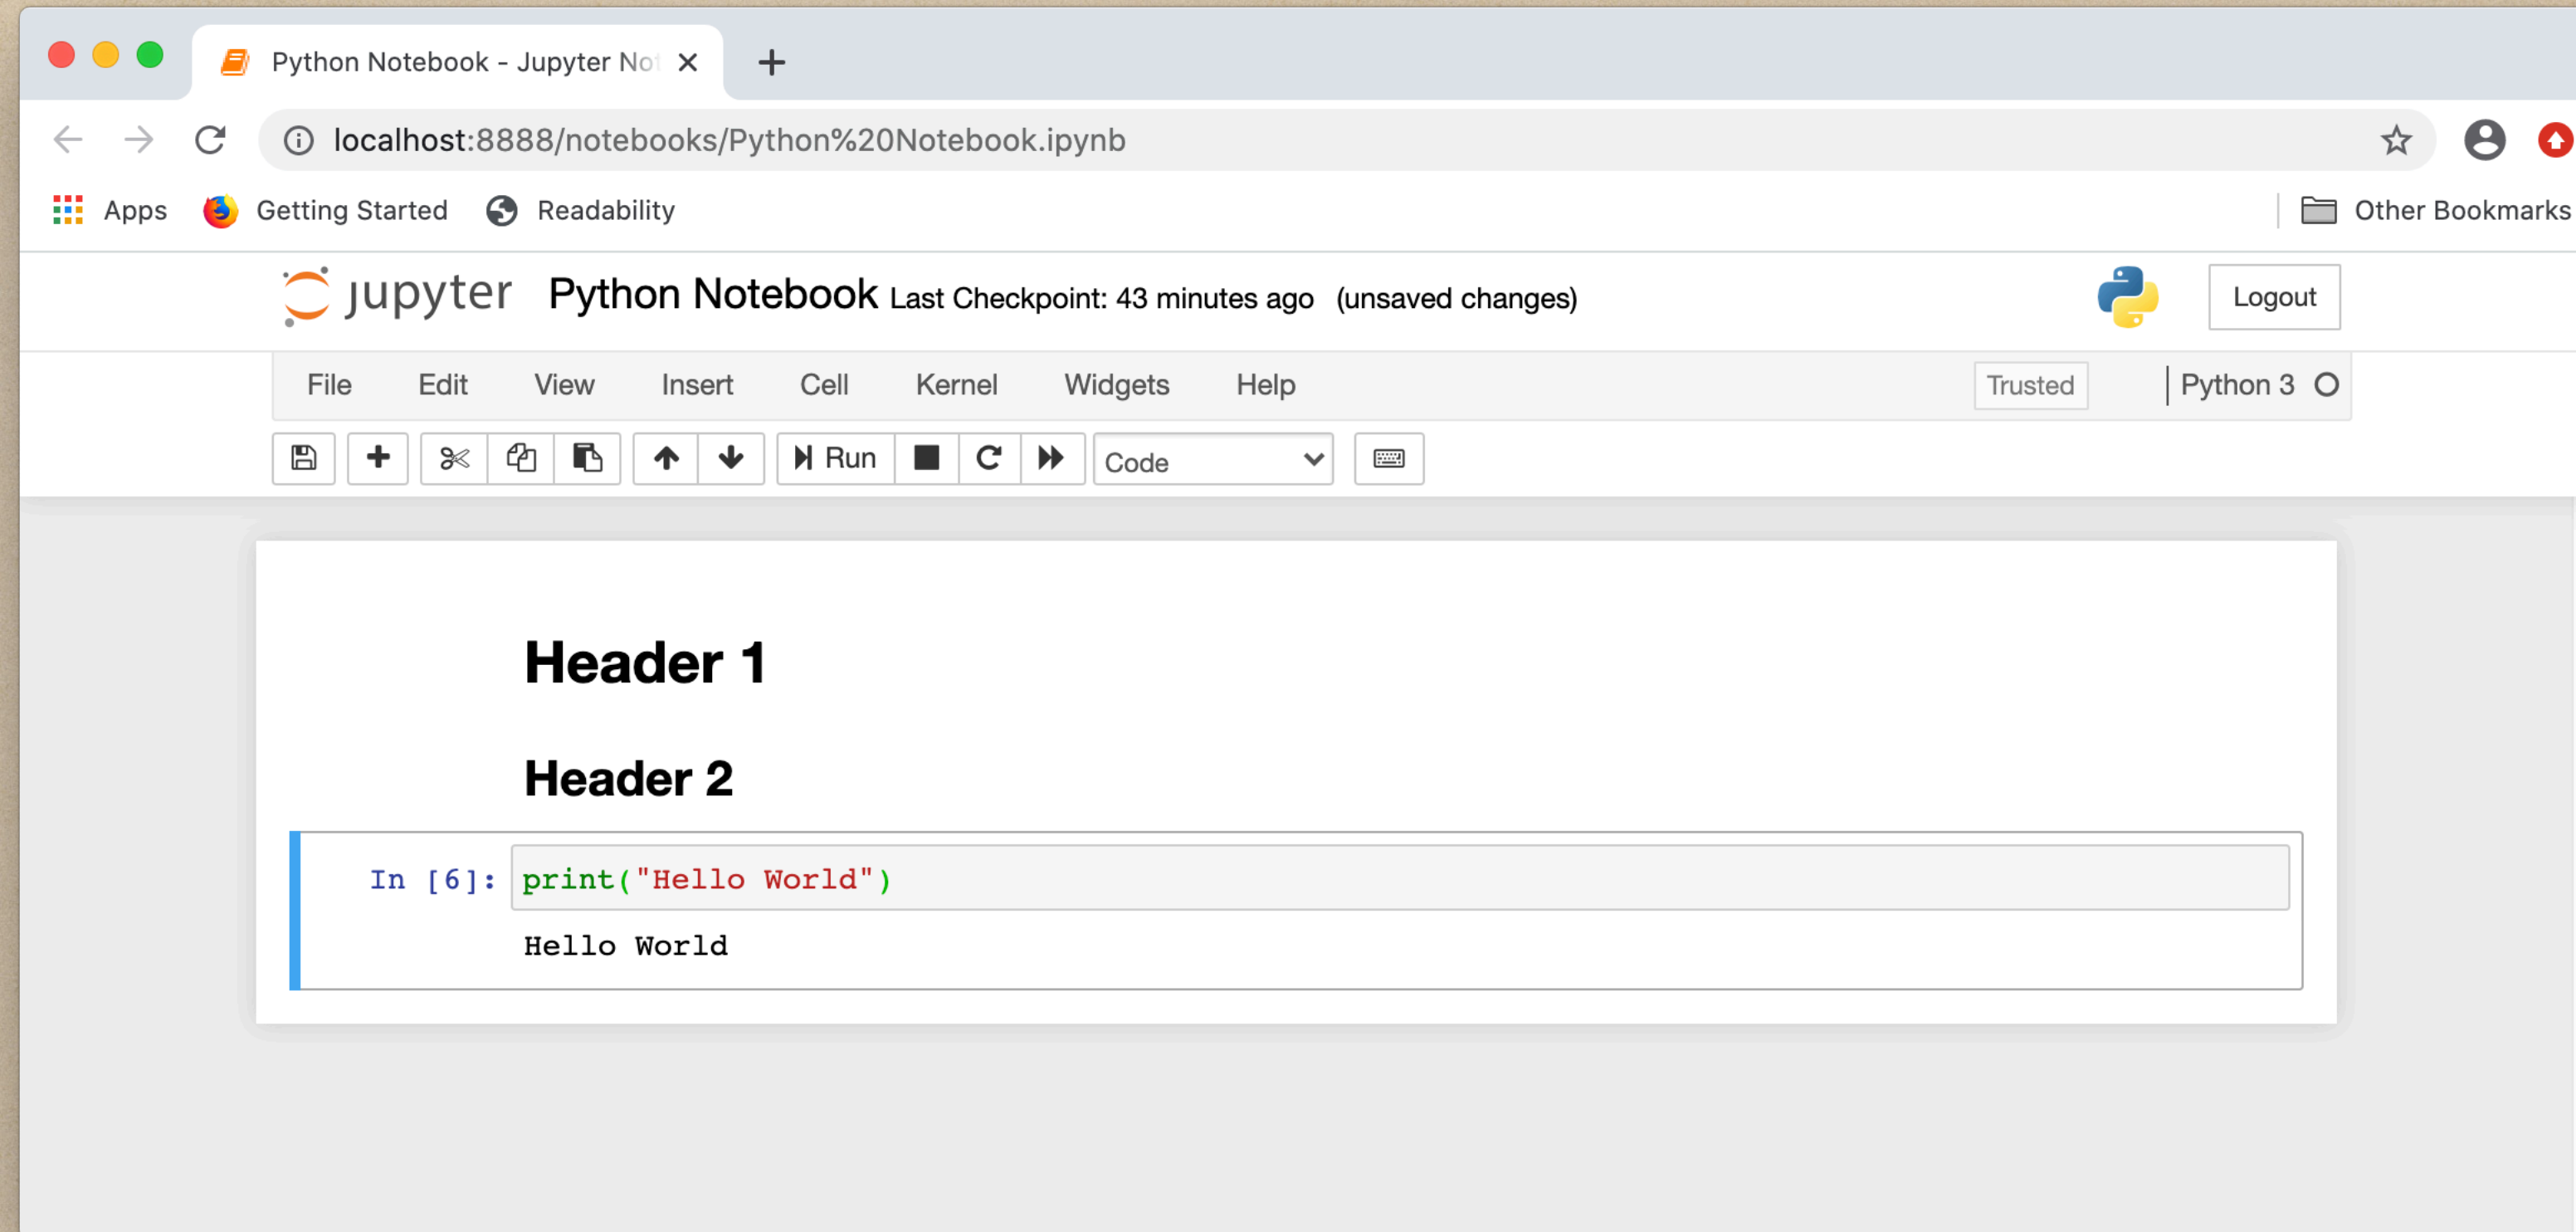 Python Notebook - Jupyter Not
localhost:8888/notebooks/Python%20Notebook.ipynb
Apps Getting Started Readability Other Bookmarks
jupyter Python Notebook Last Checkpoint: 43 minutes ago (unsaved changes) Logout
File Edit View Insert Cell Kernel Widgets Help Trusted Python 3
Run Code
Header 1
Header 2
In [6]: print("Hello World")
Hello World